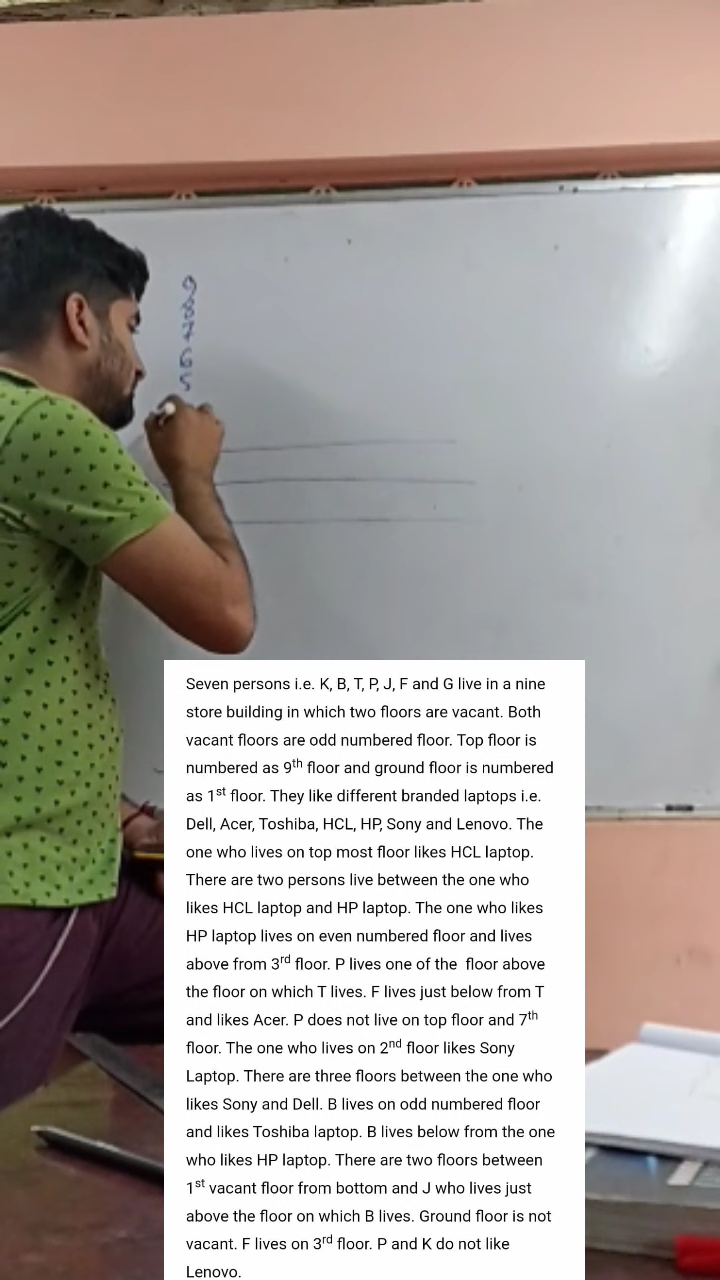 9
8
7
6
5
Seven persons i.e. K, B, T, P, J, F and G live in a nine
store building in which two floors are vacant. Both
vacant floors are odd numbered floor. Top floor is
numbered as 9th floor and ground floor is numbered
as 1st floor. They like different branded laptops i.e.
Dell, Acer, Toshiba, HCL, HP, Sony and Lenovo. The
one who lives on top most floor likes HCL laptop.
There are two persons live between the one who
likes HCL laptop and HP laptop. The one who likes
HP laptop lives on even numbered floor and lives
above from 3rd floor. P lives one of the floor above
the floor on which T lives. F lives just below from T
and likes Acer. P does not live on top floor and 7th
floor. The one who lives on 2nd floor likes Sony
Laptop. There are three floors between the one who
likes Sony and Dell. B lives on odd numbered floor
and likes Toshiba laptop. B lives below from the one
who likes HP laptop. There are two floors between
1st vacant floor from bottom and J who lives just
above the floor on which B lives. Ground floor is not
vacant. F lives on 3rd floor. P and K do not like
Lenovo.